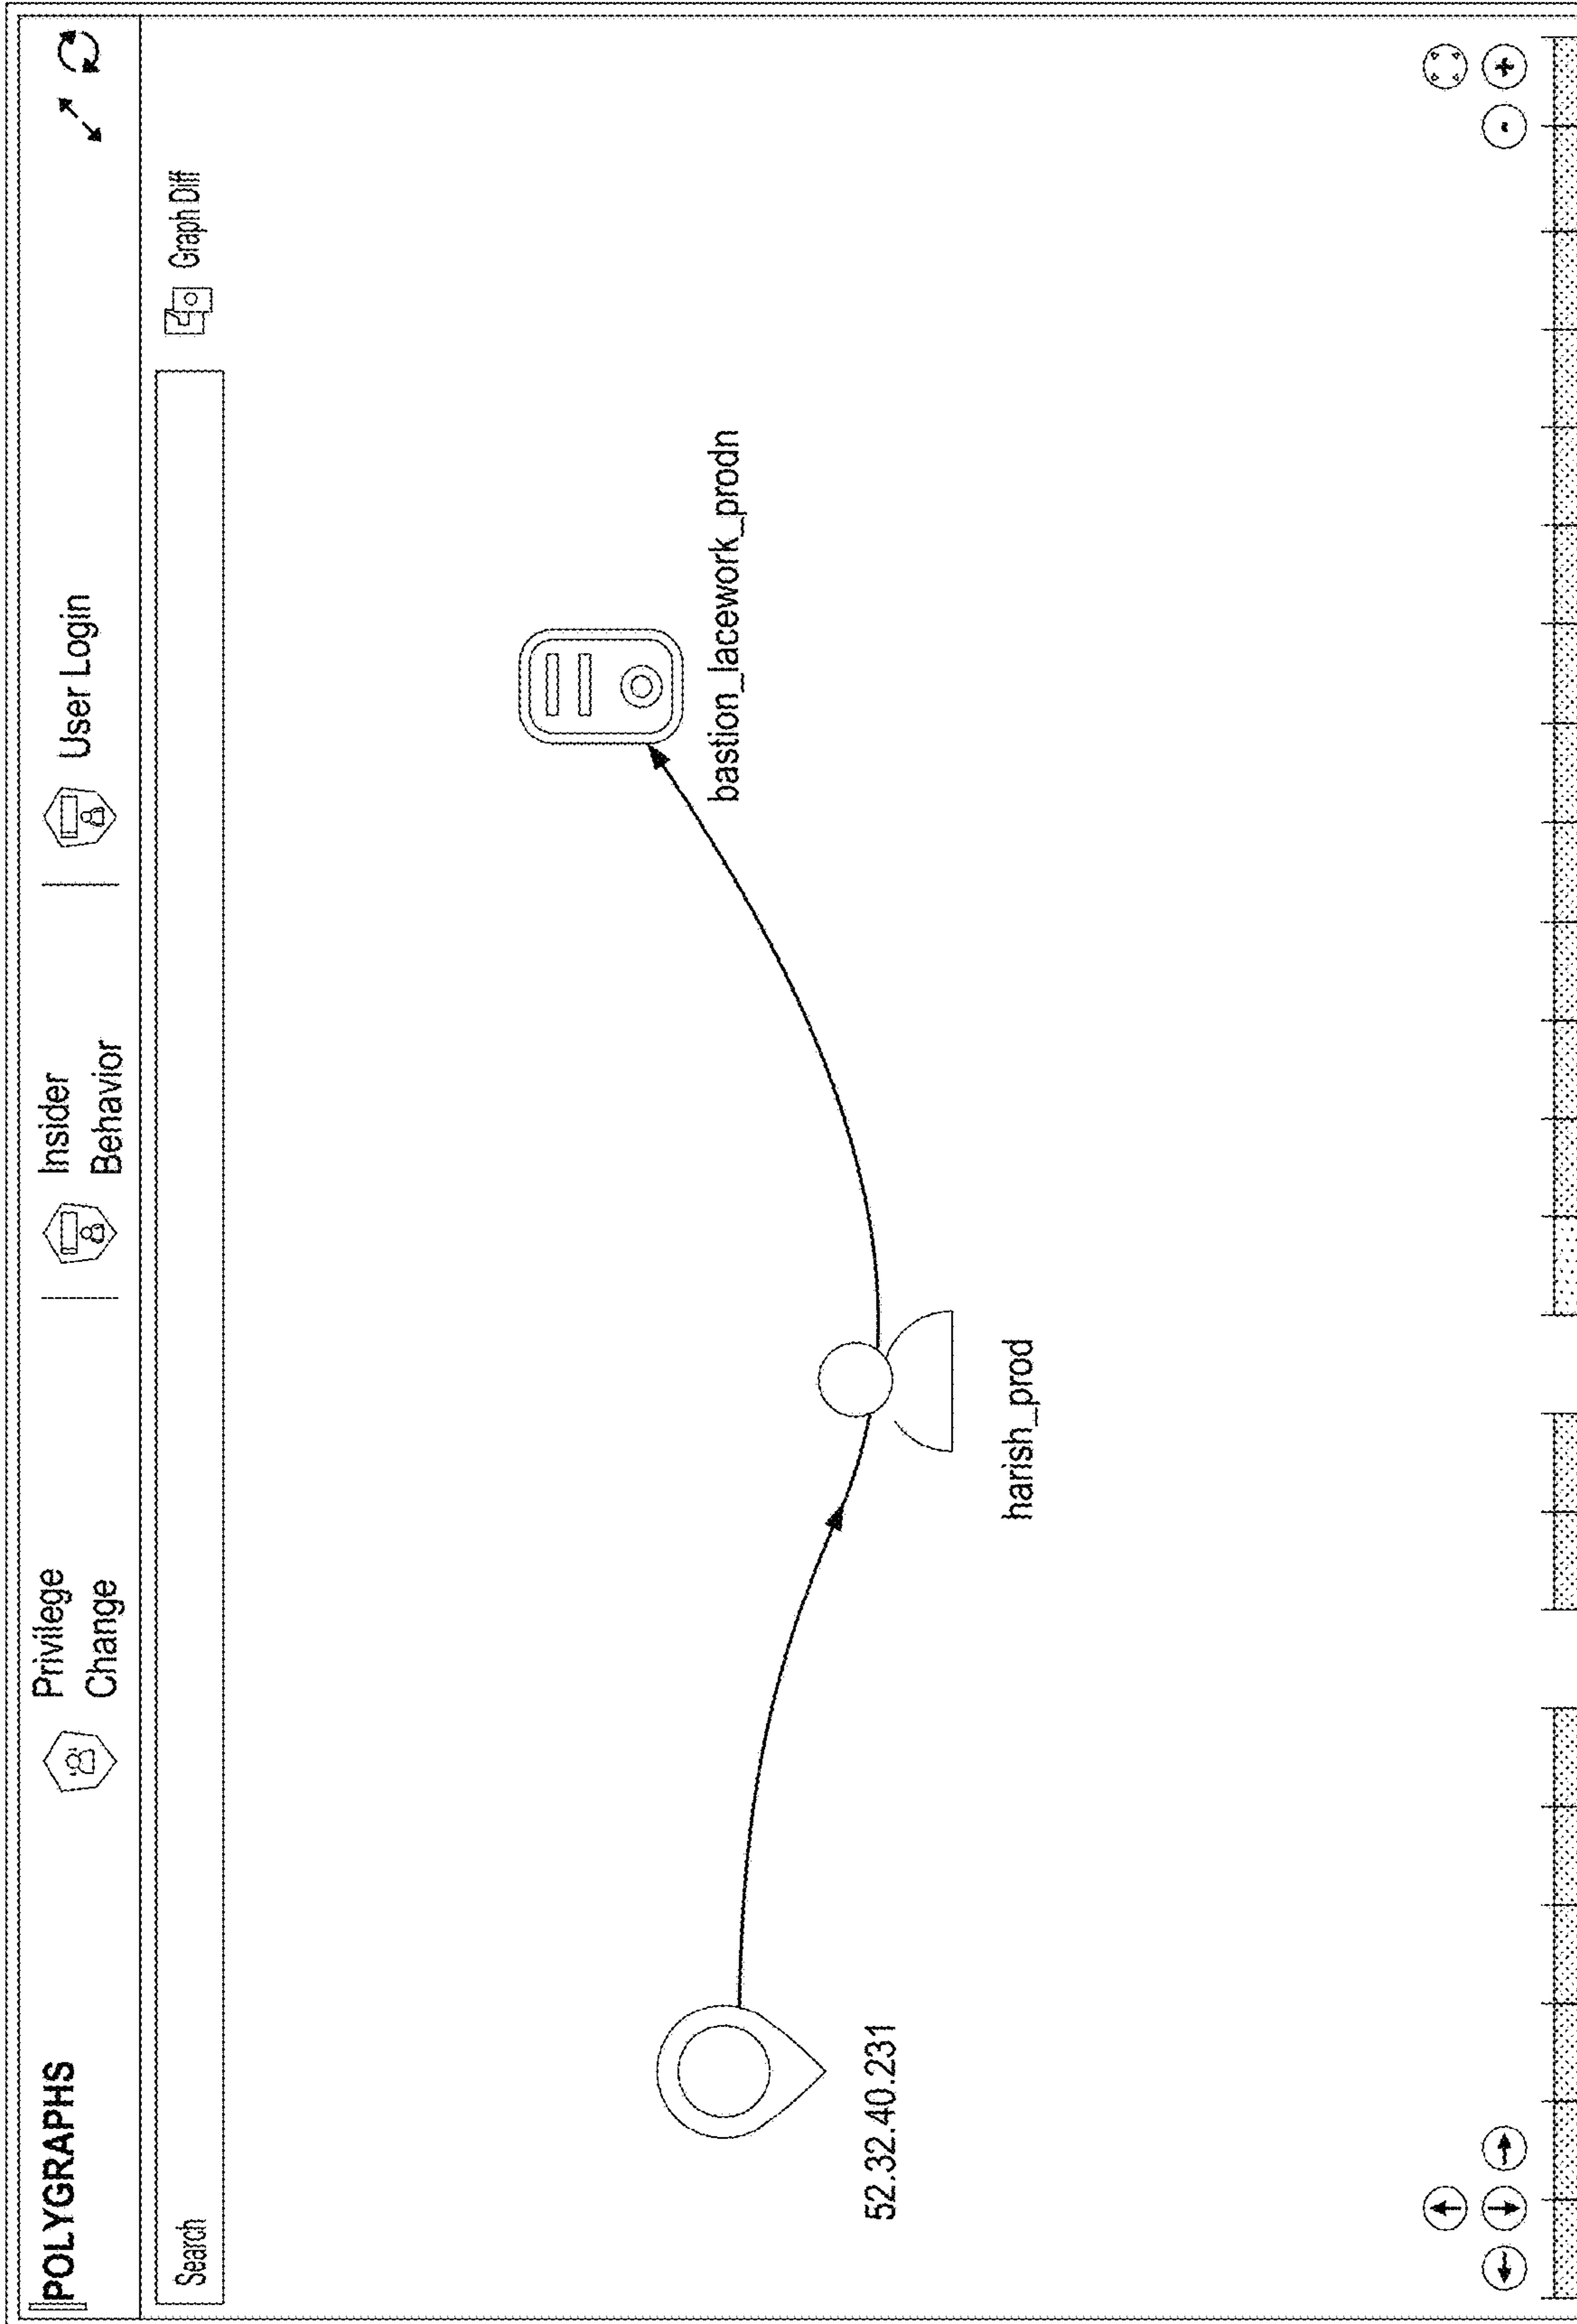 POLYGRAPHS
Privilege
Change
Insider
Behavior
User Login
Search
Graph Diff
52.32.40.231
harish_prod
bastion_lacework_prodn